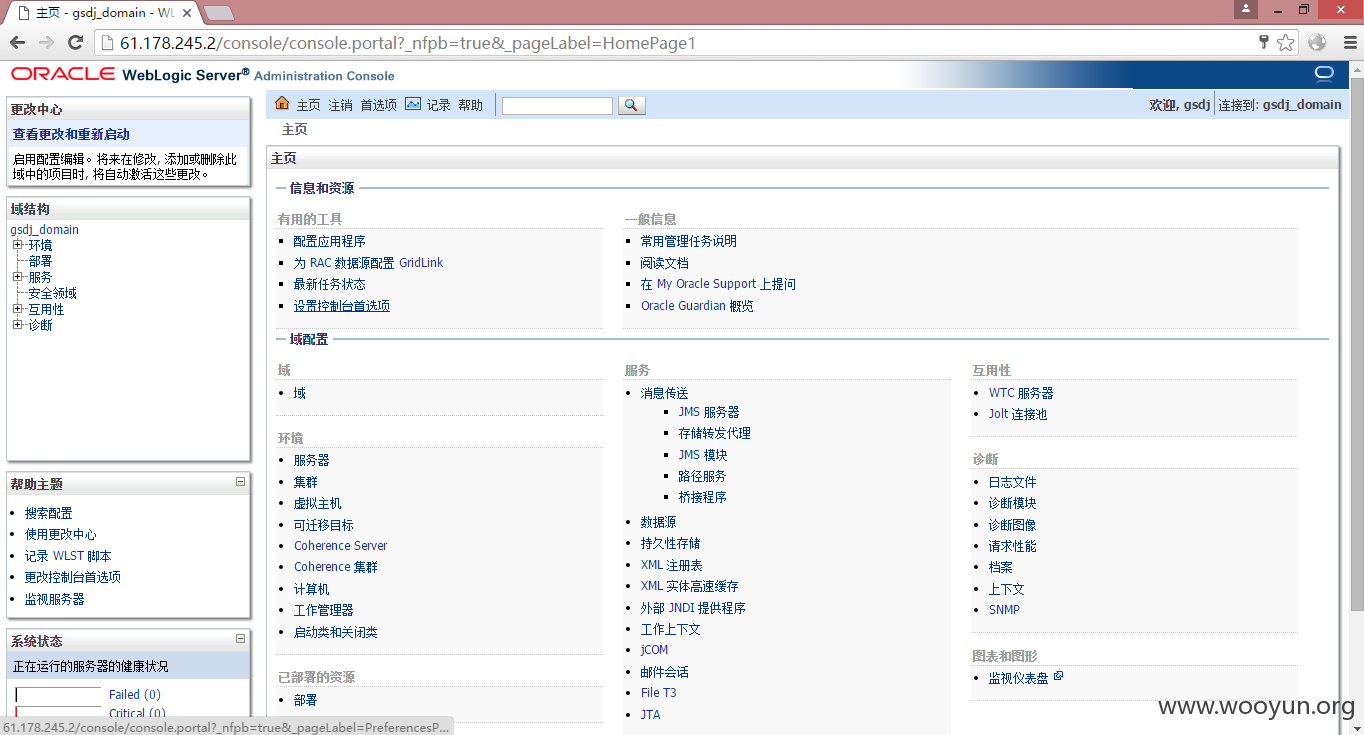 主页 - gsdj_domain - WL
61.178.245.2/console/console.portal?_nfpb=true&_pageLabel=HomePage1
ORACLE WebLogic Server® Administration Console
更改中心
查看更改和重新启动
启用配置编辑。将来在修改, 添加或删除此
域中的项目时, 将自动激活这些更改。
域结构
gsdj_domain
环境
部署
服务
安全领域
互用性
诊断
帮助主题
搜索配置
使用更改中心
记录 WLST 脚本
更改控制台首选项
监视服务器
系统状态
正在运行的服务器的健康状况
Failed (0)
Critical (0)
主页 注销 首选项 记录 帮助
欢迎, gsdj 连接到: gsdj_domain
主页
主页
信息和资源
有用的工具
配置应用程序
为 RAC 数据源配置 GridLink
最新任务状态
设置控制台首选项
一般信息
常用管理任务说明
阅读文档
在 My Oracle Support 上提问
Oracle Guardian 概览
域配置
域
域
环境
服务器
集群
虚拟主机
可迁移目标
Coherence Server
Coherence 集群
计算机
工作管理器
启动类和关闭类
已部署的资源
部署
服务
消息传送
JMS 服务器
存储转发代理
JMS 模块
路径服务
桥接程序
数据源
持久性存储
XML 注册表
XML 实体高速缓存
外部 JNDI 提供程序
工作上下文
jCOM
邮件会话
File T3
JTA
互用性
WTC 服务器
Jolt 连接池
诊断
日志文件
诊断模块
诊断图像
请求性能
档案
上下文
SNMP
图表和图形
监视仪表盘
61.178.245.2/console/console.portal?_nfpb=true&_pageLabel=PreferencesP...
www.wooyun.org